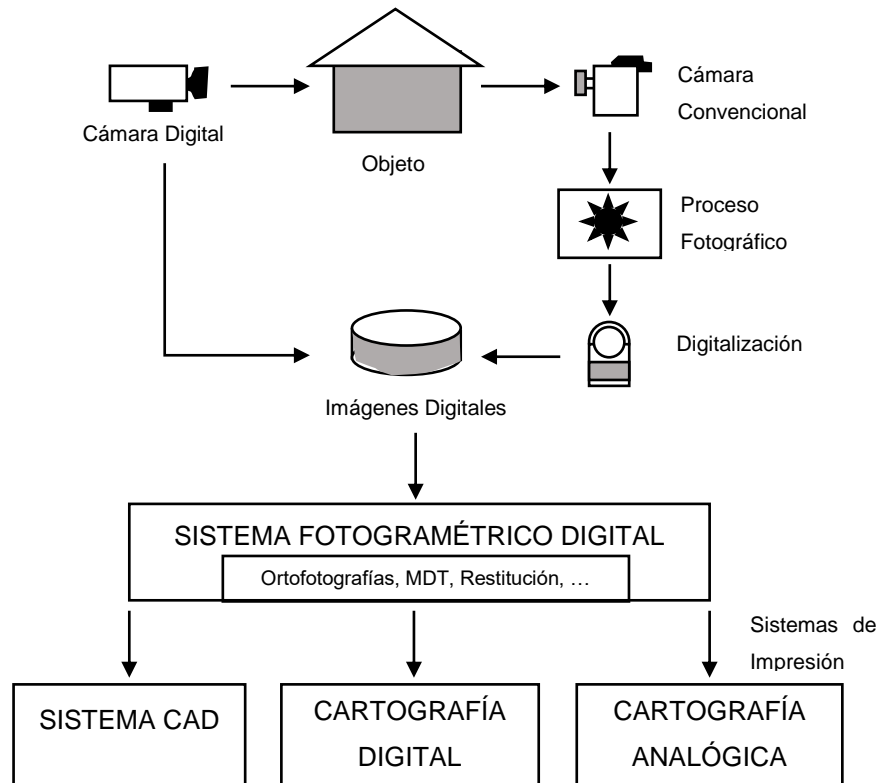 Cámara Digital
Objeto
Cámara
Convencional
Proceso
Fotográfico
Digitalización
Imágenes Digitales
SISTEMA FOTOGRAMÉTRICO DIGITAL
Ortofotografías, MDT, Restitución, …
Sistemas de
Impresión
SISTEMA CAD
CARTOGRAFÍA
DIGITAL
CARTOGRAFÍA
ANALÓGICA